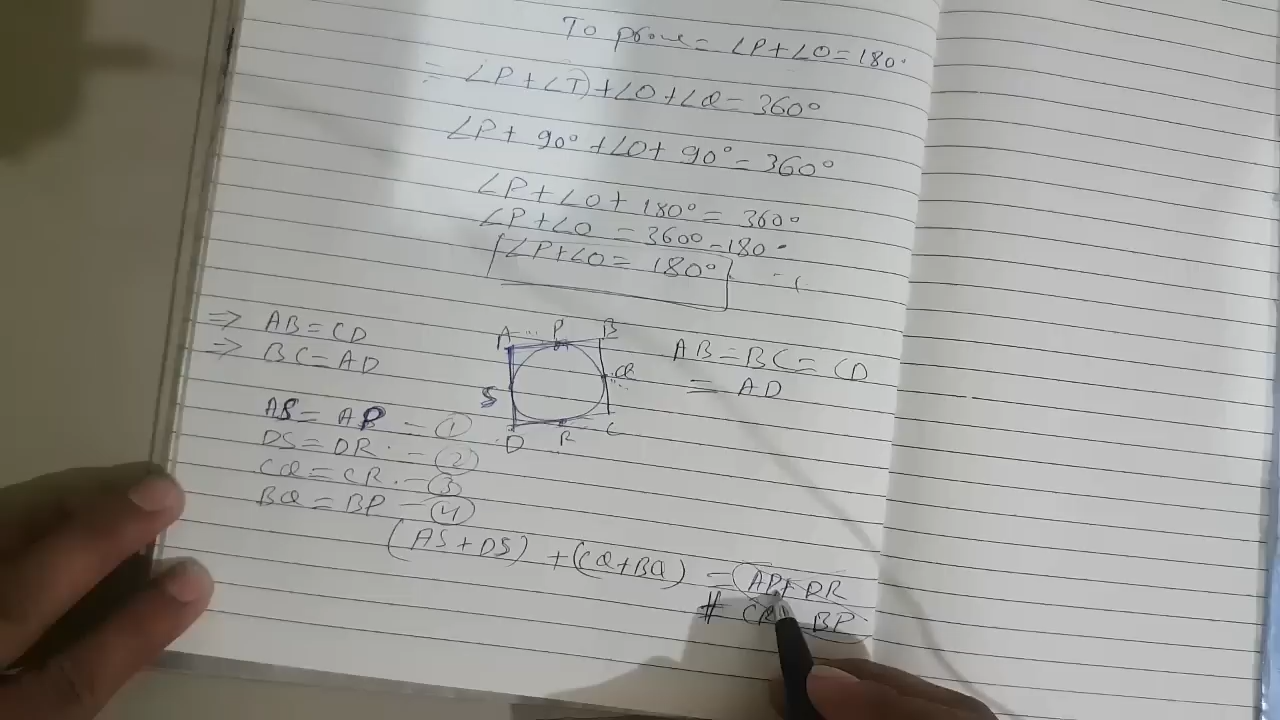 To prove = ∠P+∠O=180°
= ∠P+∠T+∠O+∠Q=360°
∠P+ 90° +∠O+ 90°=360°
∠P+∠O+180°=360°
∠P+∠O =360°-180°
∠P+∠O= 180°
⇒ AB=CD
⇒ BC=AD
A P B
S Q
D R C
AB=BC=CD
= AD
AS= AP - ①
DS=DR. - ②
CQ=CR. - ③
BQ=BP - ④
(AS+DS) +(CQ+BQ) = AP+DR
# CR BP